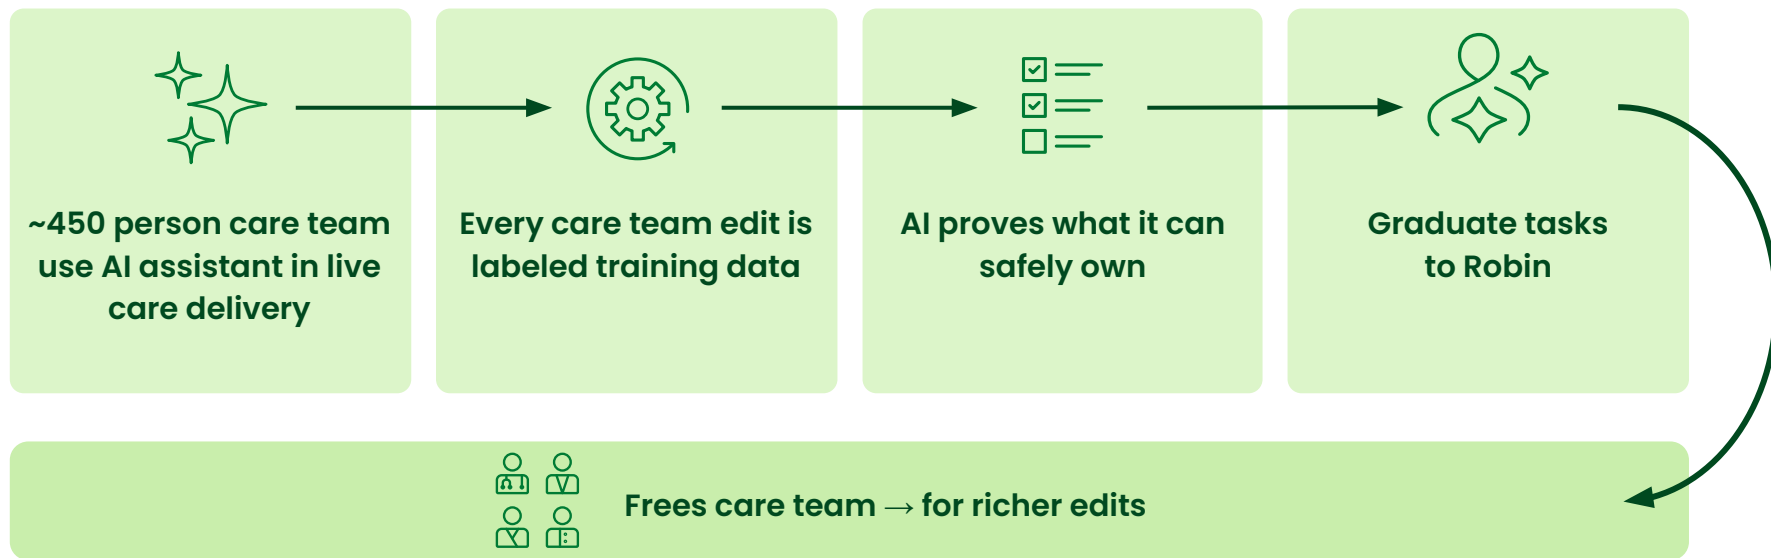 ~450 person care team
use AI assistant in live
care delivery
Every care team edit is
labeled training data
AI proves what it can
safely own
Graduate tasks
to Robin
Frees care team → for richer edits